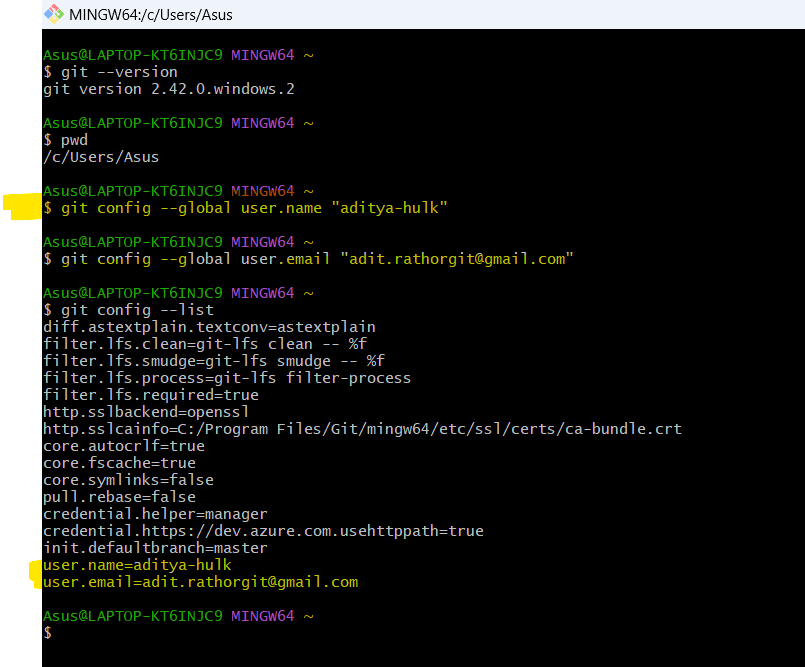 MINGW64:/c/Users/Asus
Asus@LAPTOP-KT6INJC9 MINGW64 ~
$ git --version
git version 2.42.0.windows.2
Asus@LAPTOP-KT6INJC9 MINGW64 ~
$ pwd
/c/Users/Asus
Asus@LAPTOP-KT6INJC9 MINGW64 ~
$ git config --global user.name "aditya-hulk"
Asus@LAPTOP-KT6INJC9 MINGW64 ~
$ git config --global user.email "adit.rathorgit@gmail.com"
Asus@LAPTOP-KT6INJC9 MINGW64 ~
$ git config --list
diff.astextplain.textconv=astextplain
filter.lfs.clean=git-lfs clean -- %f
filter.lfs.smudge=git-lfs smudge -- %f
filter.lfs.process=git-lfs filter-process
filter.lfs.required=true
http.sslbackend=openssl
http.sslcainfo=C:/Program Files/Git/mingw64/etc/ssl/certs/ca-bundle.crt
core.autocrlf=true
core.fscache=true
core.symlinks=false
pull.rebase=false
credential.helper=manager
credential.https://dev.azure.com.usehttppath=true
init.defaultbranch=master
user.name=aditya-hulk
user.email=adit.rathorgit@gmail.com
Asus@LAPTOP-KT6INJC9 MINGW64 ~
$